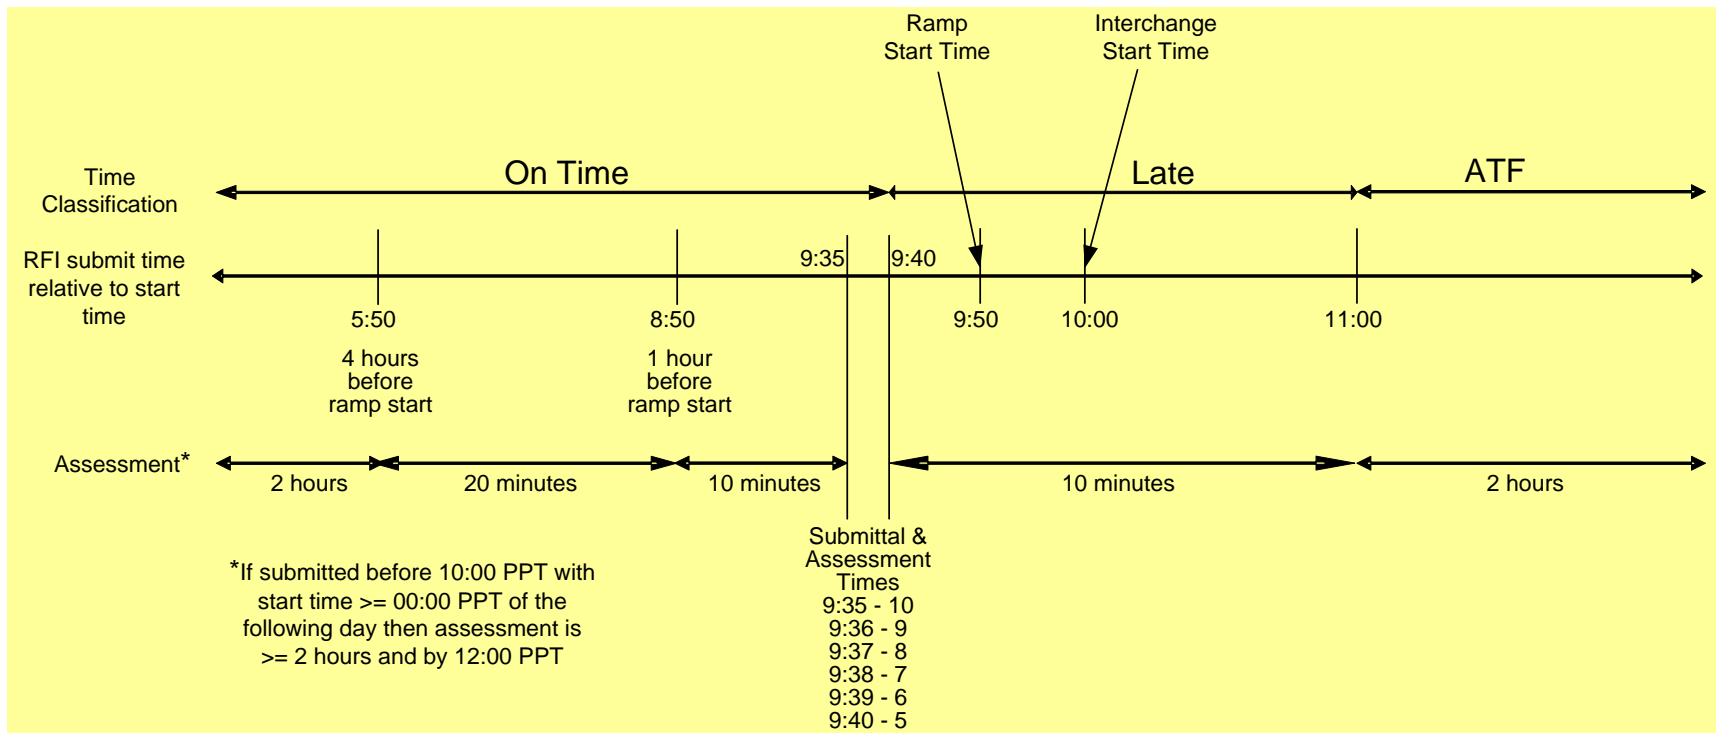 Ramp
Start Time
Interchange
Start Time
Time
Classification
On Time
Late
ATF
RFI submit time
relative to start
time
9:35
9:40
5:50
8:50
9:50
10:00
11:00
4 hours
before
ramp start
1 hour
before
ramp start
Assessment*
2 hours
20 minutes
10 minutes
10 minutes
2 hours
Submittal &
Assessment
Times
9:35 - 10
9:36 - 9
9:37 - 8
9:38 - 7
9:39 - 6
9:40 - 5
*If submitted before 10:00 PPT with
start time >= 00:00 PPT of the
following day then assessment is
>= 2 hours and by 12:00 PPT